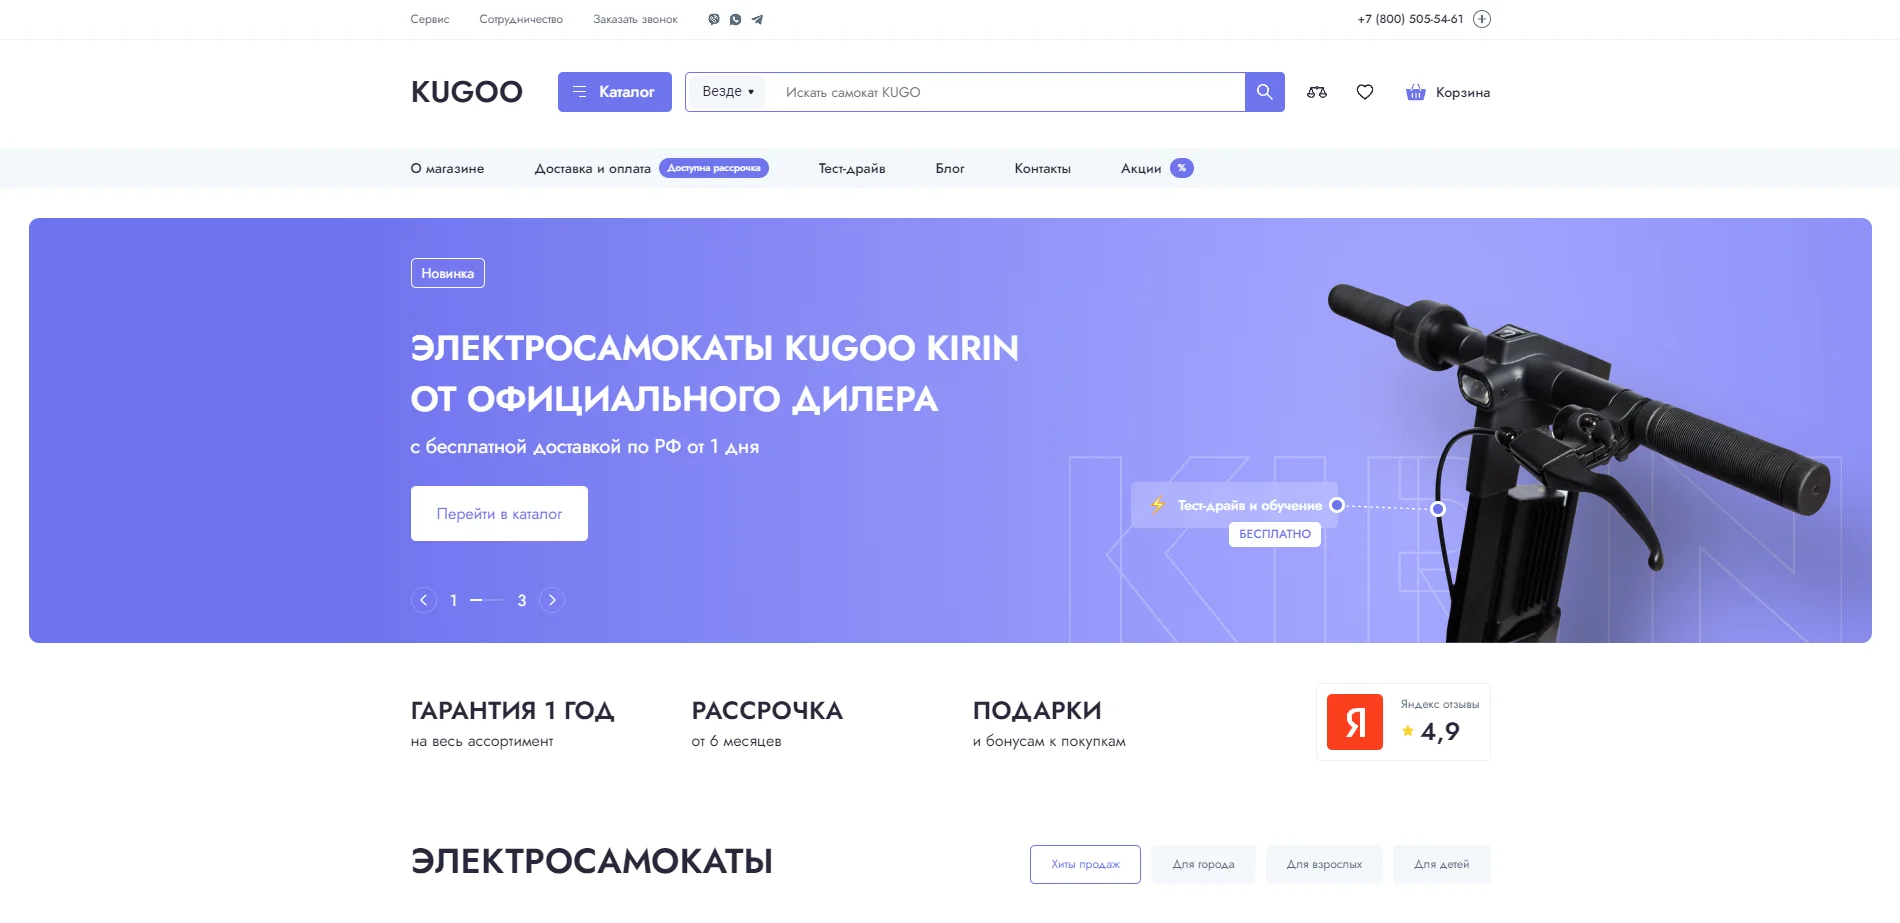 Сервис
Сотрудничество
Заказать звонок
+7 (800) 505-54-61
KUGOO
Каталог
Везде
Искать самокат KUGO
Корзина
О магазине
Доставка и оплата
Доступна рассрочка
Тест-драйв
Блог
Контакты
Акции
%
Новинка
ЭЛЕКТРОСАМОКАТЫ KUGOO KIRIN
ОТ ОФИЦИАЛЬНОГО ДИЛЕРА
с бесплатной доставкой по РФ от 1 дня
Перейти в каталог
KIRIN
Тест-драйв и обучение
БЕСПЛАТНО
1
3
ГАРАНТИЯ 1 ГОД
на весь ассортимент
РАССРОЧКА
от 6 месяцев
ПОДАРКИ
и бонусам к покупкам
Я
Яндекс отзывы
4,9
ЭЛЕКТРОСАМОКАТЫ
Хиты продаж
Для города
Для взрослых
Для детей